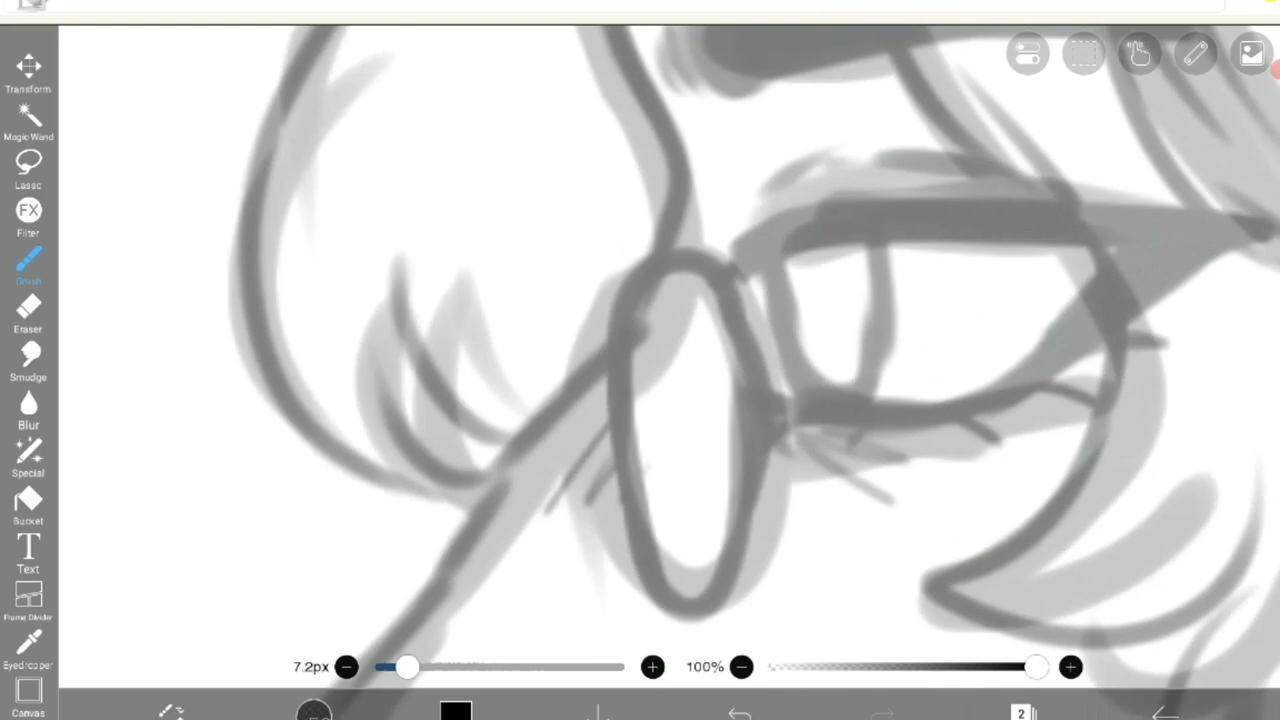 Transform
Magic Wand
Lasso
FX
Filter
Brush
Eraser
Smudge
Blur
Special
Bucket
T
Text
Frame Divider
Eyedropper
Canvas
7.2px
100%
2